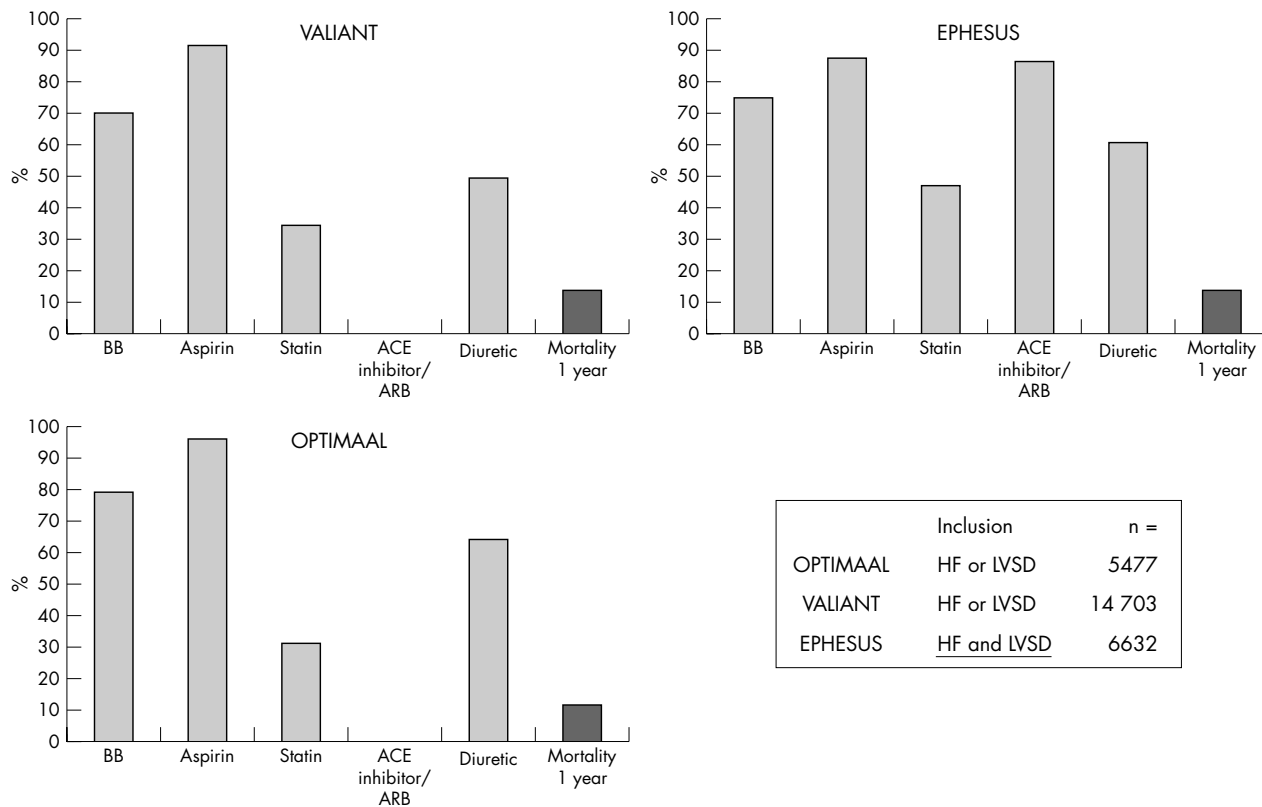 VALIANT
100
90
80
70
60
50
40
30
20
10
0
%
BB
Aspirin
Statin
ACE
inhibitor/
ARB
Diuretic
Mortality
1 year
EPHESUS
100
90
80
70
60
50
40
30
20
10
0
%
BB
Aspirin
Statin
ACE
inhibitor/
ARB
Diuretic
Mortality
1 year
OPTIMAAL
100
90
80
70
60
50
40
30
20
10
0
%
BB
Aspirin
Statin
ACE
inhibitor/
ARB
Diuretic
Mortality
1 year
Inclusion n =
OPTIMAAL HF or LVSD 5477
VALIANT HF or LVSD 14 703
EPHESUS HF and LVSD 6632